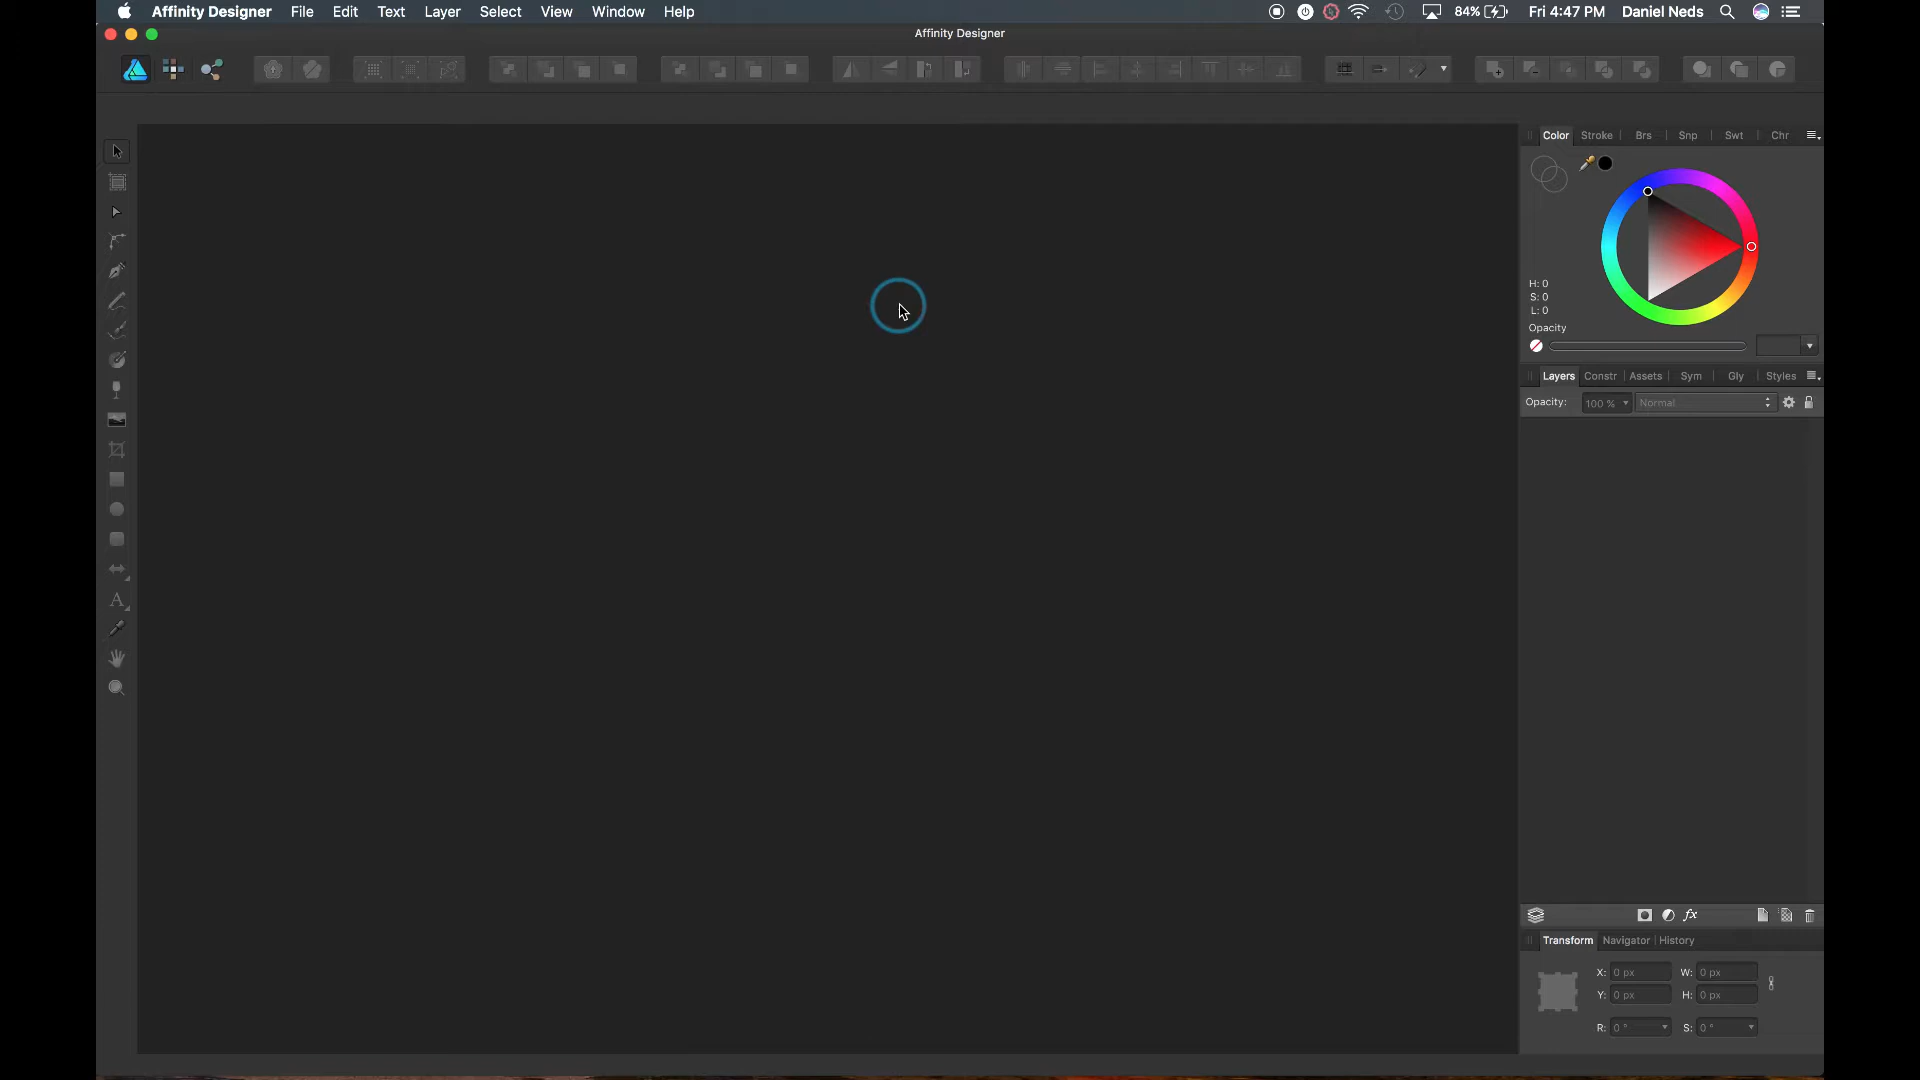 Affinity Designer File Edit Text Layer Select View Window Help 84% Fri 4:47 PM Daniel Neds
Affinity Designer
Color Stroke Brs Snp Swt Chr
H: 0
S: 0
L: 0
Opacity
Layers Constr Assets Sym Gly Styles
Opacity: 100 % Normal
fx
Transform Navigator History
X: 0 px W: 0 px
Y: 0 px H: 0 px
R: 0 ° S: 0 °